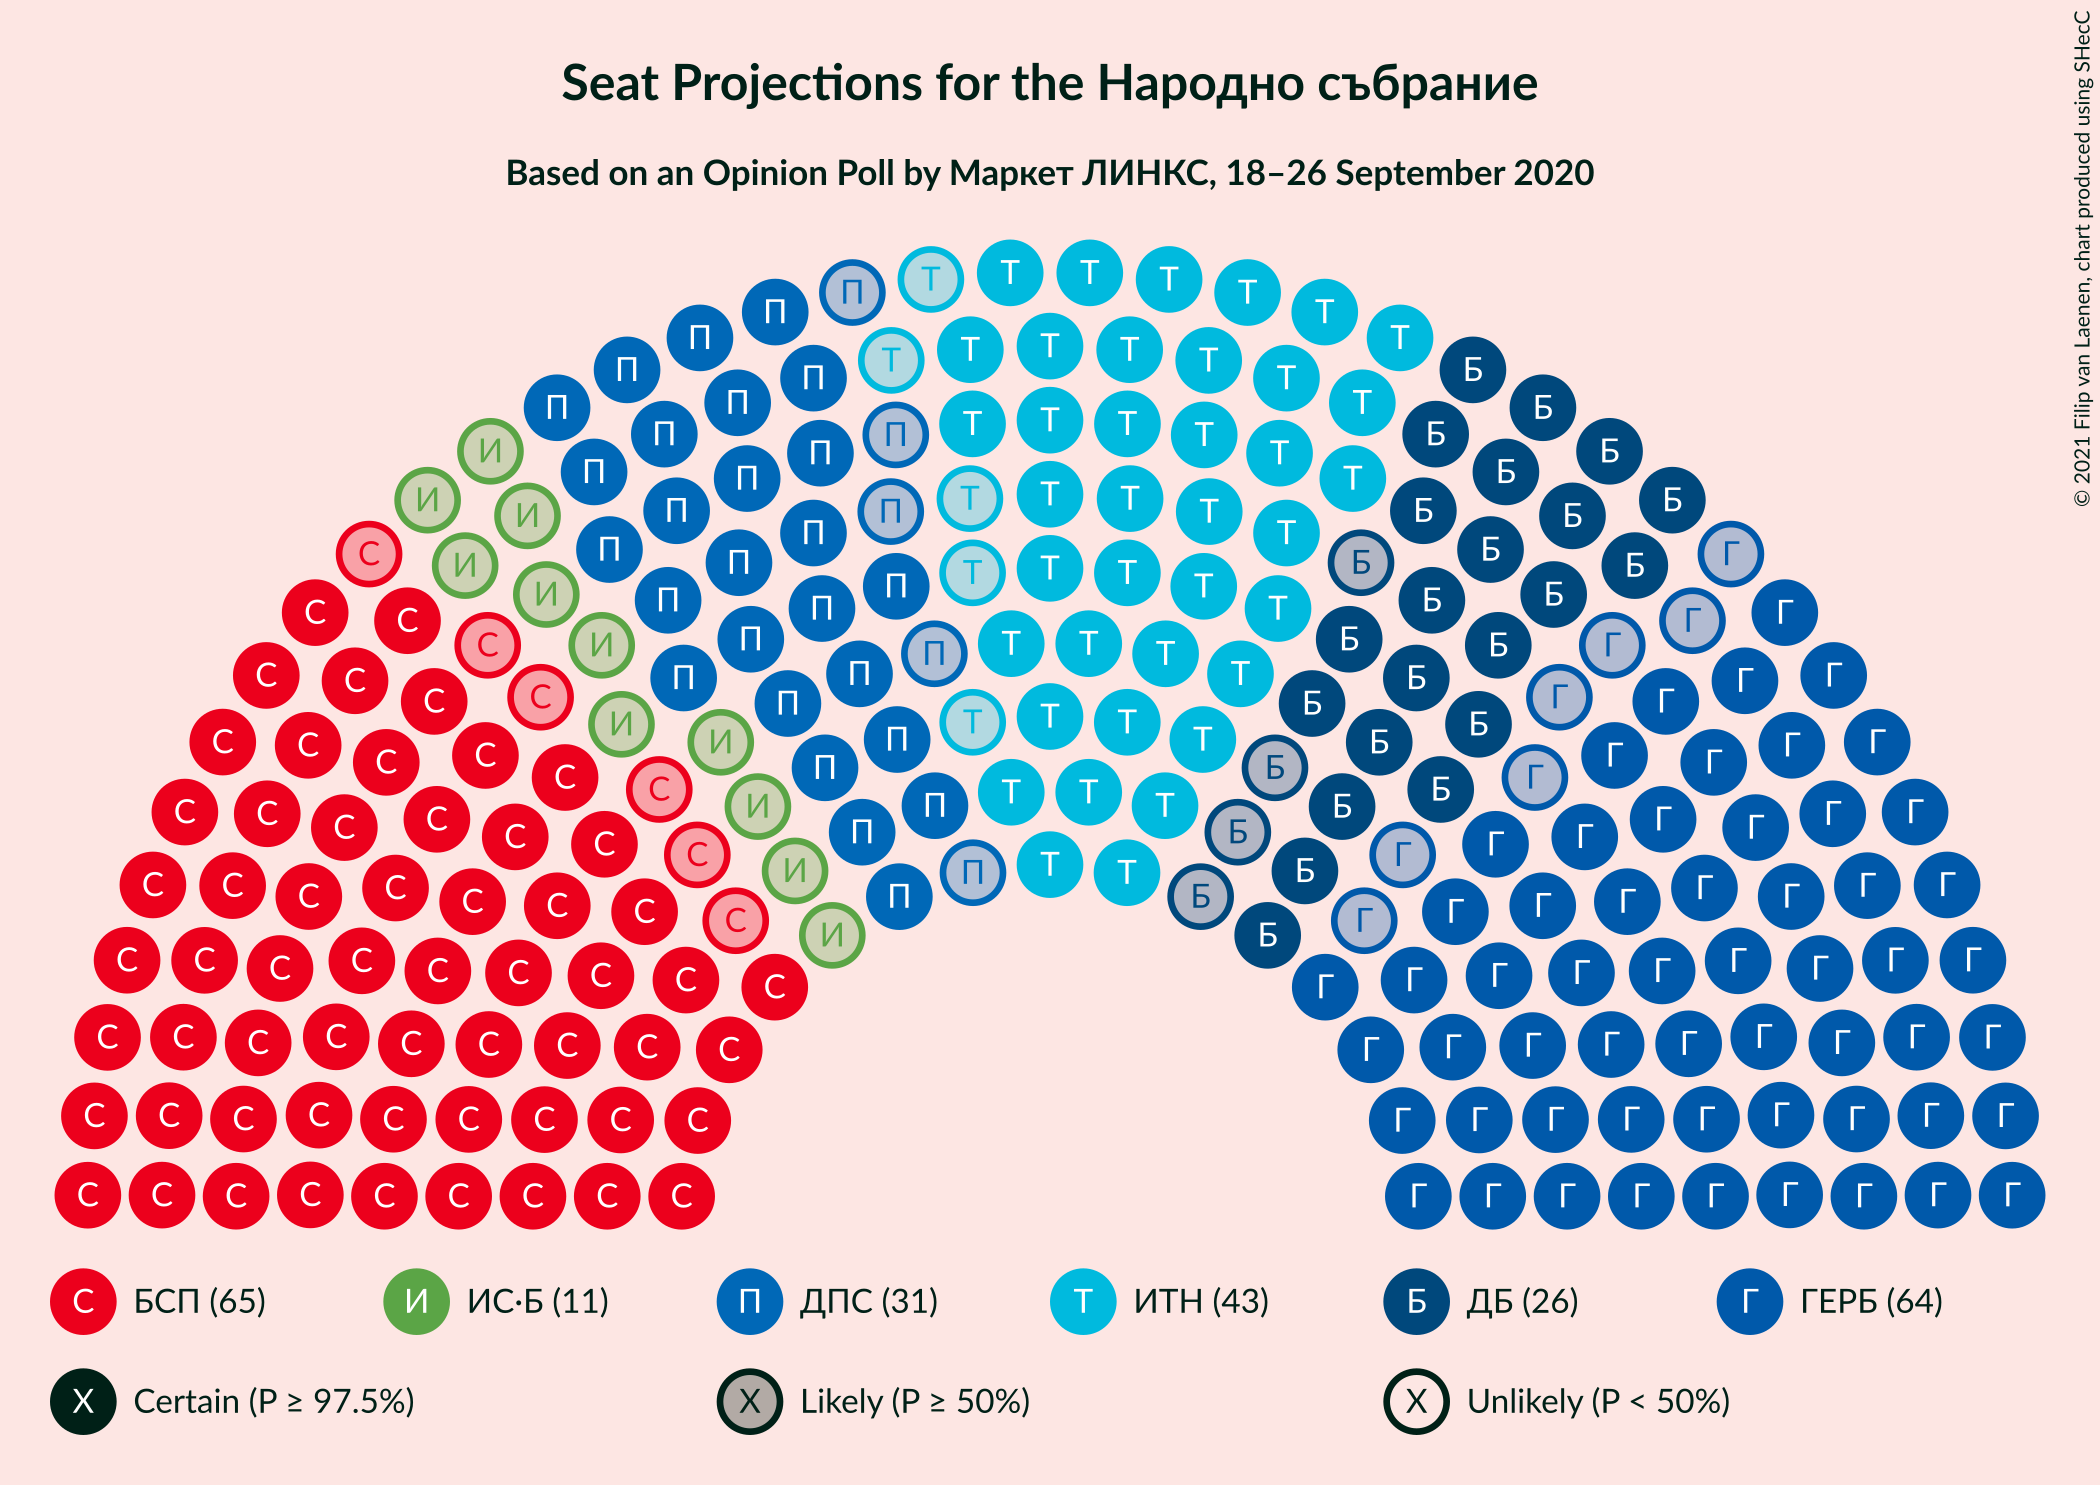 Seat Projections for the Народно събрание
Based on an Opinion Poll by Маркет ЛИНКС, 18–26 September 2020
© 2021 Filip van Laenen, chart produced using SHecC
С БСП (65) И ИС·Б (11) П ДПС (31) Т ИТН (43) Б ДБ (26) Г ГЕРБ (64)
X Certain (P ≥ 97.5%) X Likely (P ≥ 50%) X Unlikely (P < 50%)